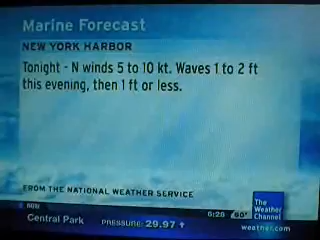 Marine Forecast
NEW YORK HARBOR
Tonight - N winds 5 to 10 kt. Waves 1 to 2 ft
this evening, then 1 ft or less.
FROM THE NATIONAL WEATHER SERVICE
NOW
Central Park PRESSURE: 29.97 ↑
6:28 60°
The
Weather
Channel
weather.com